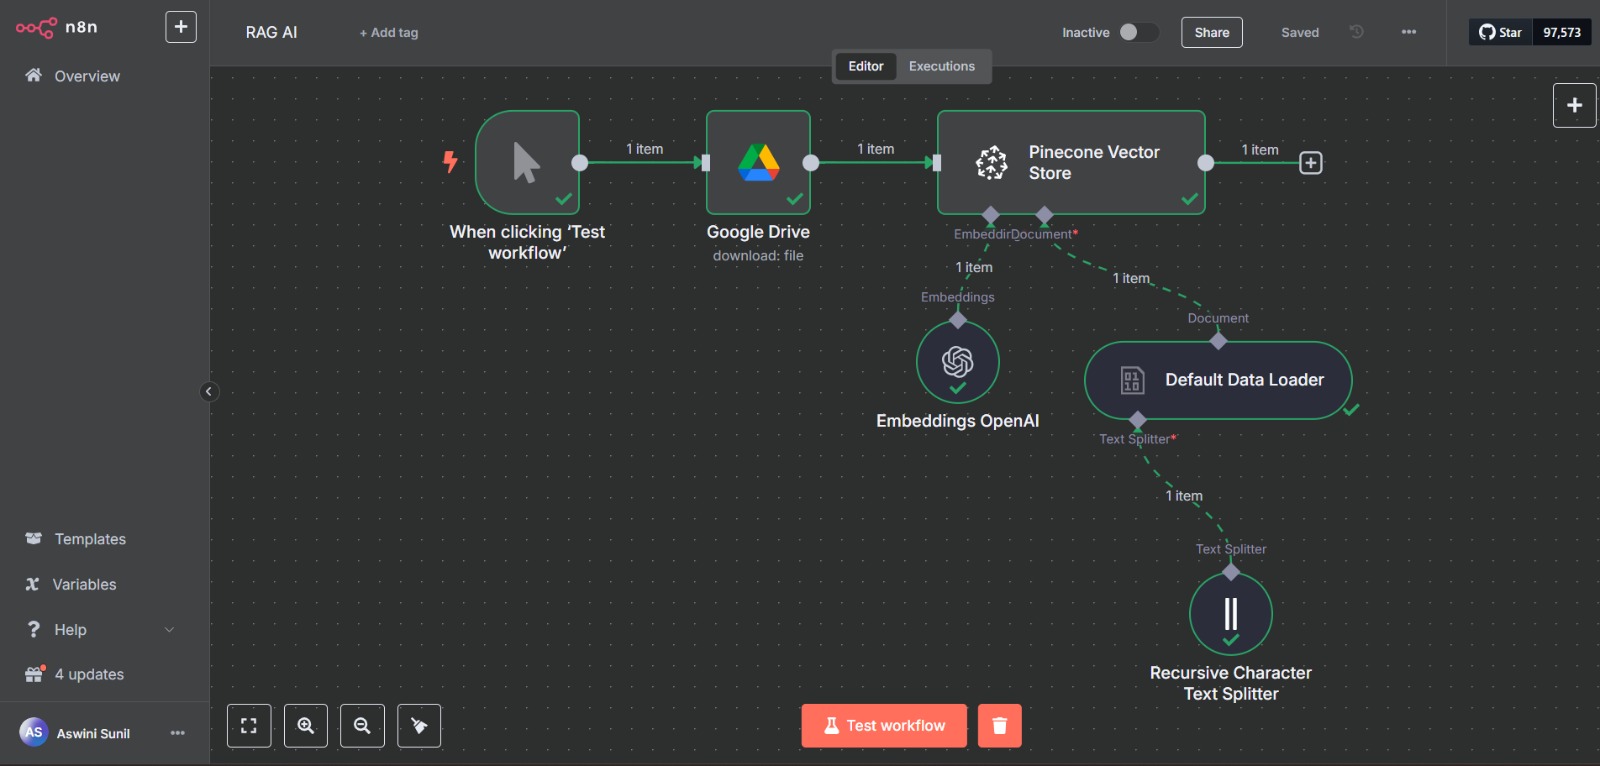 n8n
+
RAG AI
+ Add tag
Inactive
Share
Saved
Star
97,573
Overview
Editor
Executions
+
1 item
1 item
Pinecone Vector
Store
1 item
When clicking ‘Test
workflow’
Google Drive
download: file
Document*
1 item
1 item
Embeddings
Document
01
10
Default Data Loader
Embeddings OpenAI
Text Splitter*
1 item
Text Splitter
Recursive Character
Text Splitter
Templates
Variables
? Help
4 updates
AS
Aswini Sunil
Test workflow